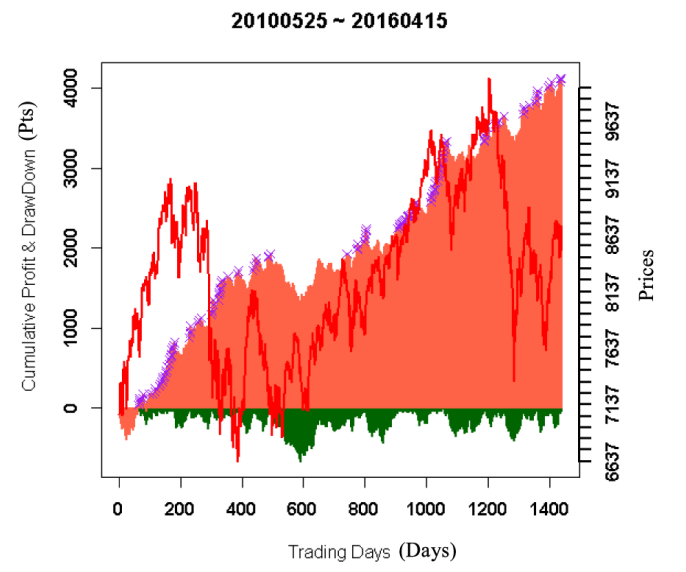 20100525 ~ 20160415
Cumulative Profit & DrawDown (Pts)
4000
3000
2000
1000
0
9637
9137
8637
8137
7637
7137
6637
Prices
0 200 400 600 800 1000 1200 1400
Trading Days (Days)